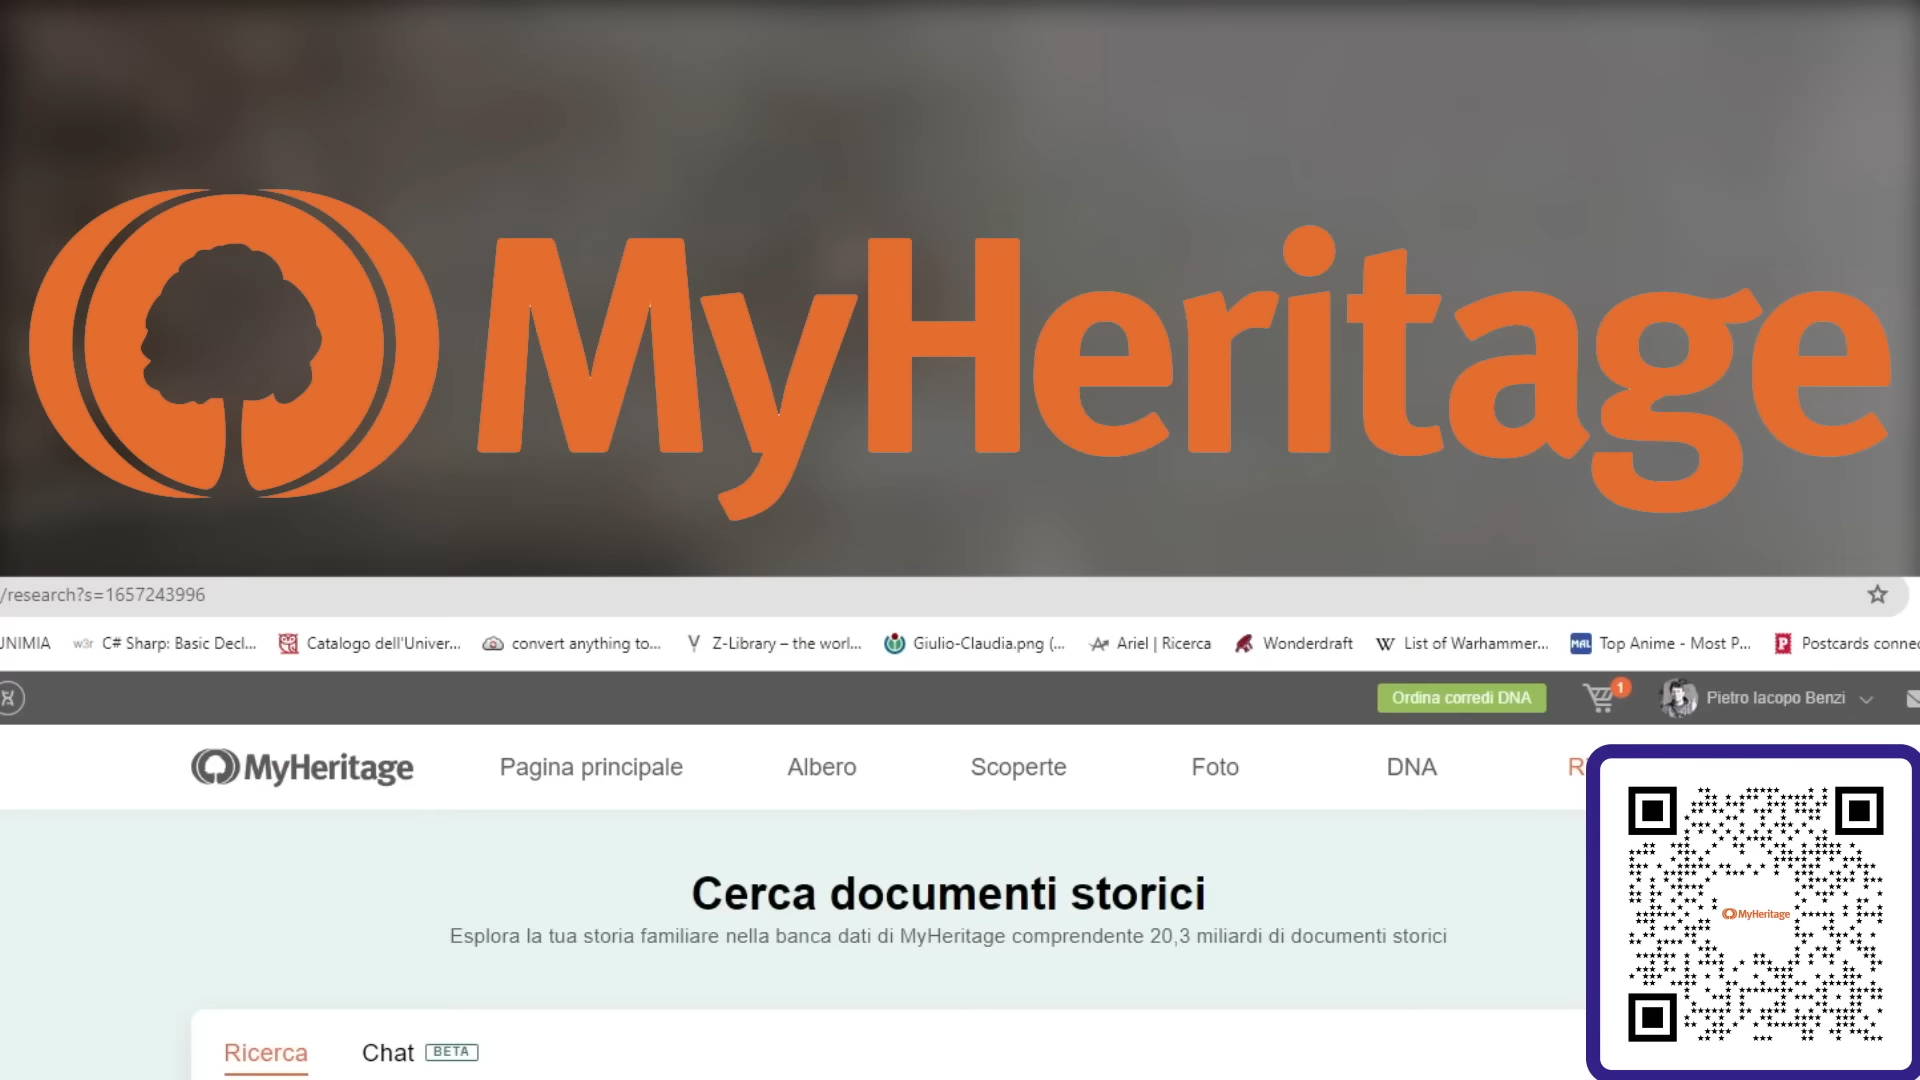 MyHeritage
/research?s=1657243996
UNIMIA w3r C# Sharp: Basic Decl... Catalogo dell'Univer... convert anything to... Z-Library – the worl... Giulio-Claudia.png (... Ariel | Ricerca Wonderdraft W List of Warhammer... MAL Top Anime - Most P... P Postcards connec
Ordina corredi DNA 1 Pietro Iacopo Benzi
MyHeritage Pagina principale Albero Scoperte Foto DNA
Cerca documenti storici
Esplora la tua storia familiare nella banca dati di MyHeritage comprendente 20,3 miliardi di documenti storici
MyHeritage
Ricerca Chat BETA